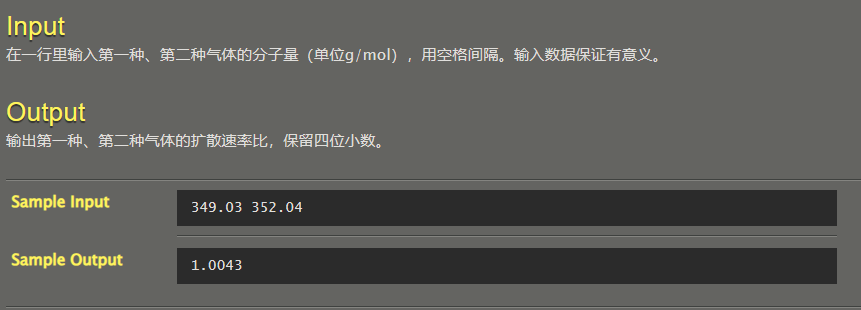 Input
在一行里输入第一种、第二种气体的分子量（单位g/mol），用空格间隔。输入数据保证有意义。
Output
输出第一种、第二种气体的扩散速率比，保留四位小数。
Sample Input
349.03 352.04
Sample Output
1.0043